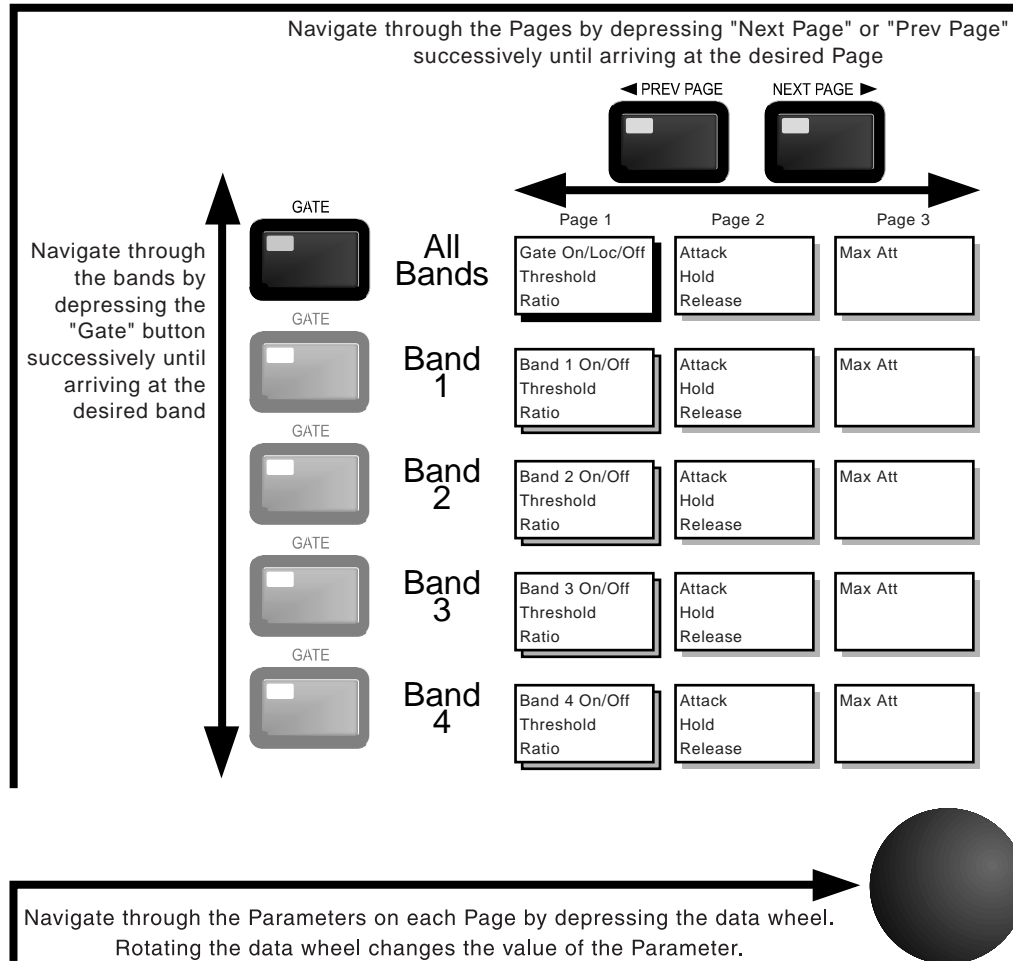 Navigate through the Pages by depressing "Next Page" or "Prev Page"
successively until arriving at the desired Page
◄ PREV PAGE
NEXT PAGE ►
Page 1
Page 2
Page 3
Navigate through
the bands by
depressing the
"Gate" button
successively until
arriving at the
desired band
GATE
All
Bands
Gate On/Loc/Off
Threshold
Ratio
Attack
Hold
Release
Max Att
GATE
Band
1
Band 1 On/Off
Threshold
Ratio
Attack
Hold
Release
Max Att
GATE
Band
2
Band 2 On/Off
Threshold
Ratio
Attack
Hold
Release
Max Att
GATE
Band
3
Band 3 On/Off
Threshold
Ratio
Attack
Hold
Release
Max Att
GATE
Band
4
Band 4 On/Off
Threshold
Ratio
Attack
Hold
Release
Max Att
Navigate through the Parameters on each Page by depressing the data wheel.
Rotating the data wheel changes the value of the Parameter.